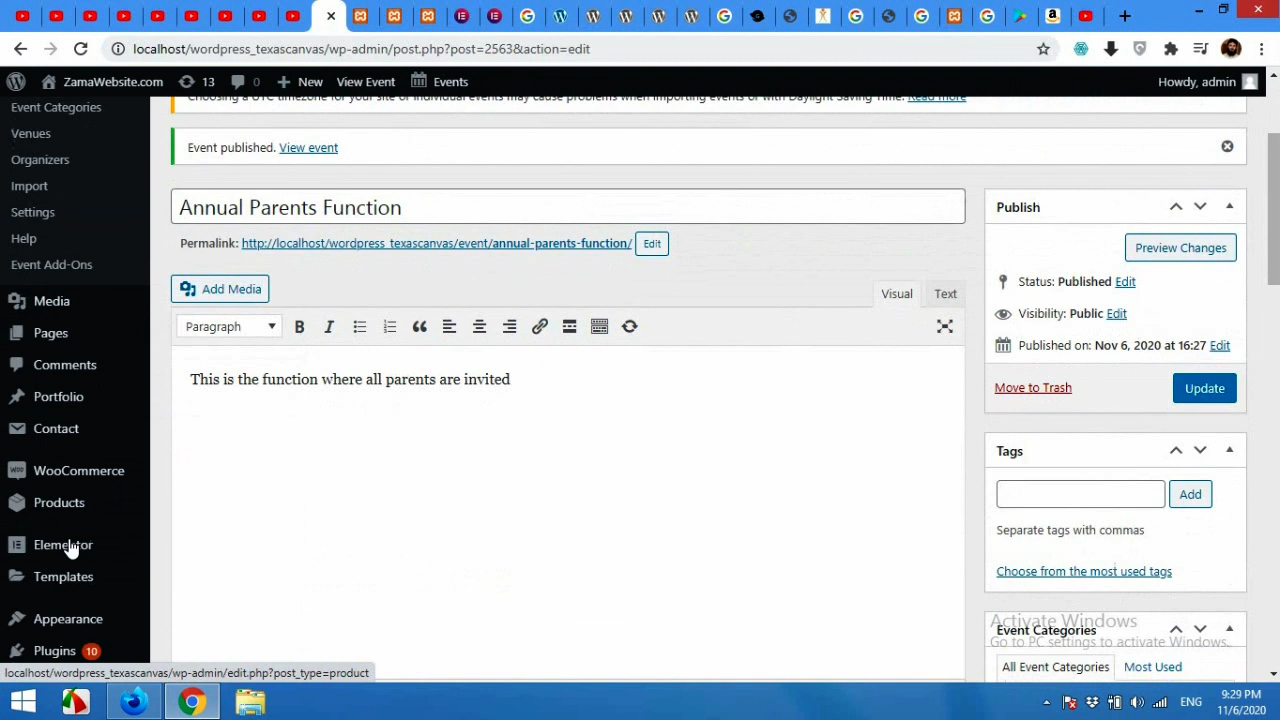 localhost/wordpress_texascanvas/wp-admin/post.php?post=2563&action=edit
ZamaWebsite.com 13 0 New View Event Events Howdy, admin
Choosing a UTC timezone for your site or individual events may cause problems when importing events or with Daylight Saving Time. Read more
Event Categories
Venues
Organizers
Import
Settings
Help
Event Add-Ons
Media
Pages
Comments
Portfolio
Contact
WooCommerce
Products
Elementor
Templates
Appearance
Plugins 10
Event published. View event
Annual Parents Function
Permalink: http://localhost/wordpress_texascanvas/event/annual-parents-function/ Edit
Add Media
Visual Text
Paragraph B I
This is the function where all parents are invited
Publish
Preview Changes
Status: Published Edit
Visibility: Public Edit
Published on: Nov 6, 2020 at 16:27 Edit
Move to Trash Update
Tags
Add
Separate tags with commas
Choose from the most used tags
Activate Windows
Event Categories
Go to PC settings to activate Windows.
All Event Categories Most Used
localhost/wordpress_texascanvas/wp-admin/edit.php?post_type=product
ENG
9:29 PM
11/6/2020